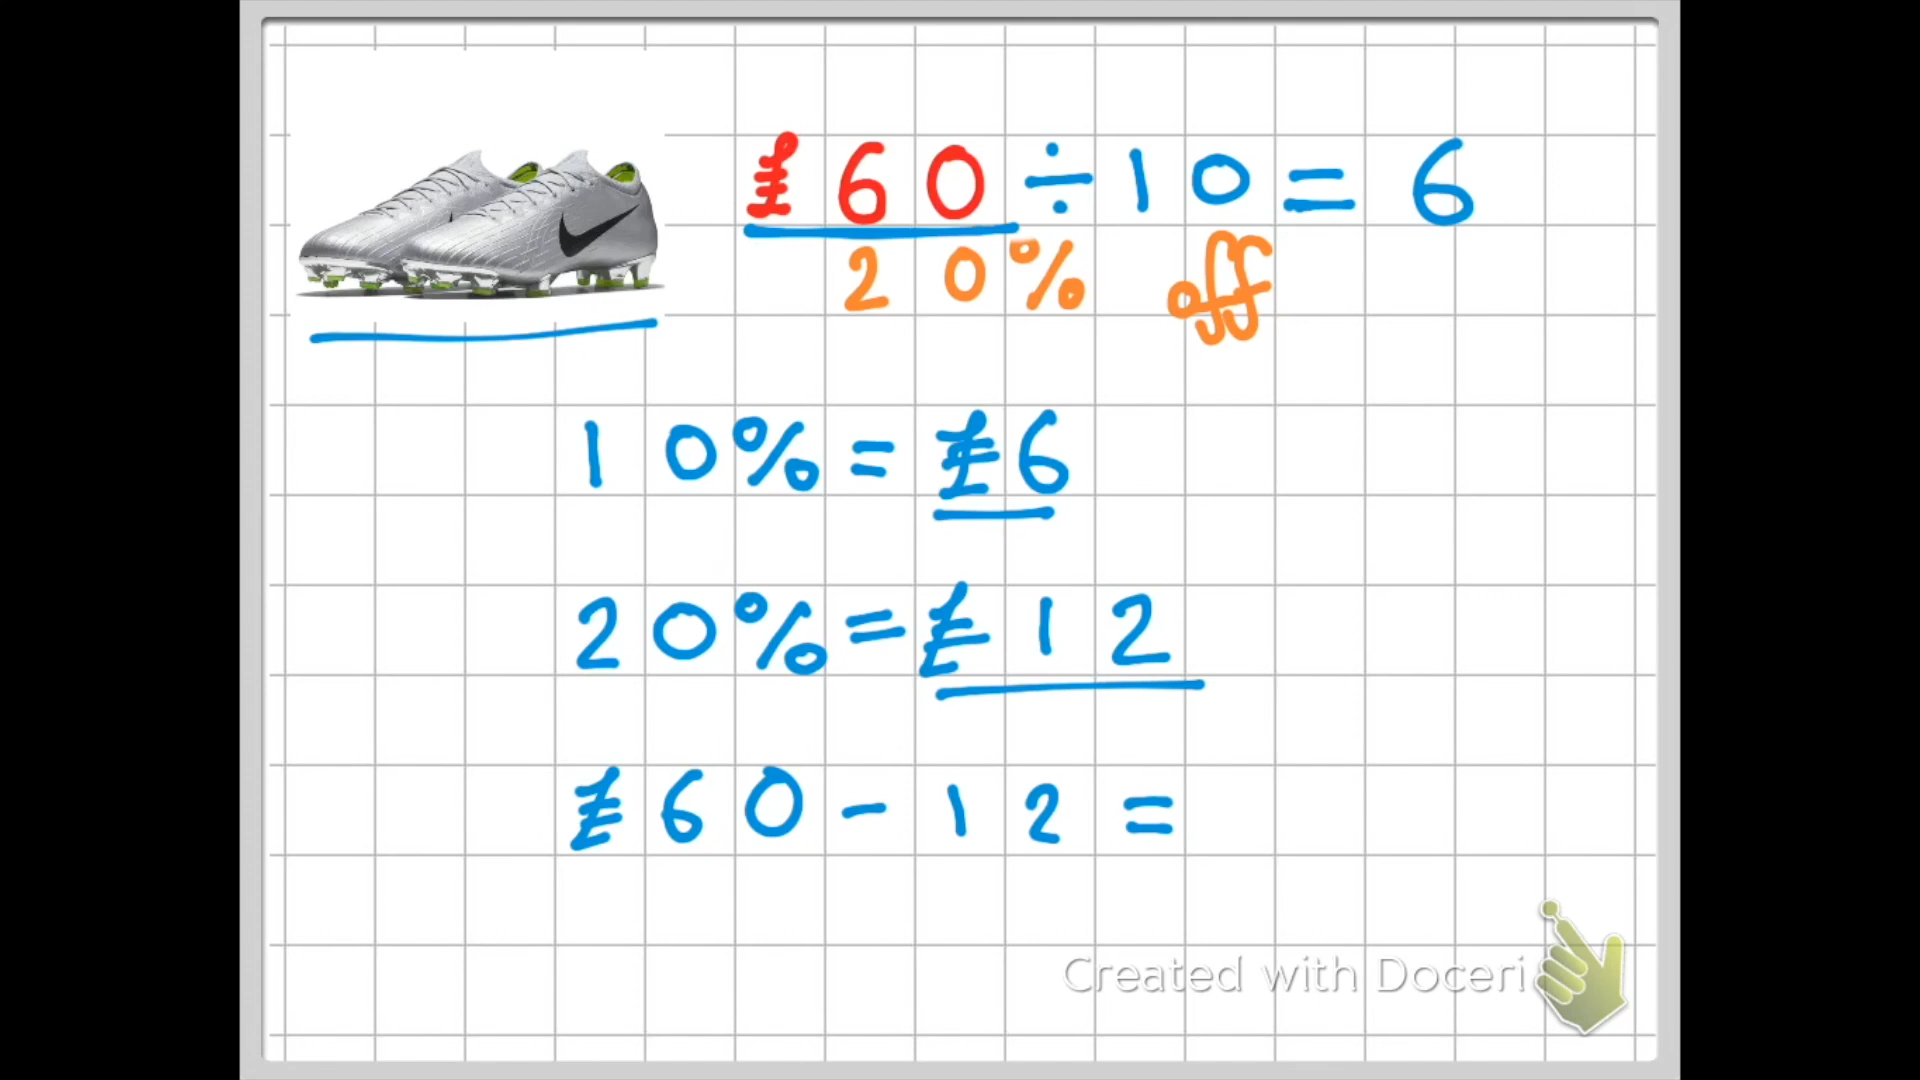 £60÷10=6
20% off
10%=£6
20%=£12
£60-12=
Created with Doceri